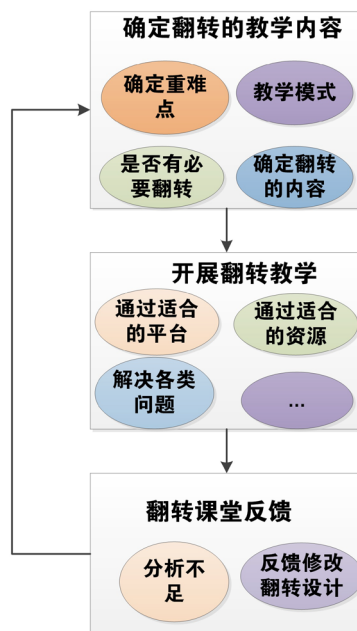 确定翻转的教学内容
确定重难
点
教学模式
是否有必
要翻转
确定翻转
的内容
开展翻转教学
通过适合
的平台
通过适合
的资源
解决各类
问题
...
翻转课堂反馈
分析不
足
反馈修改
翻转设计